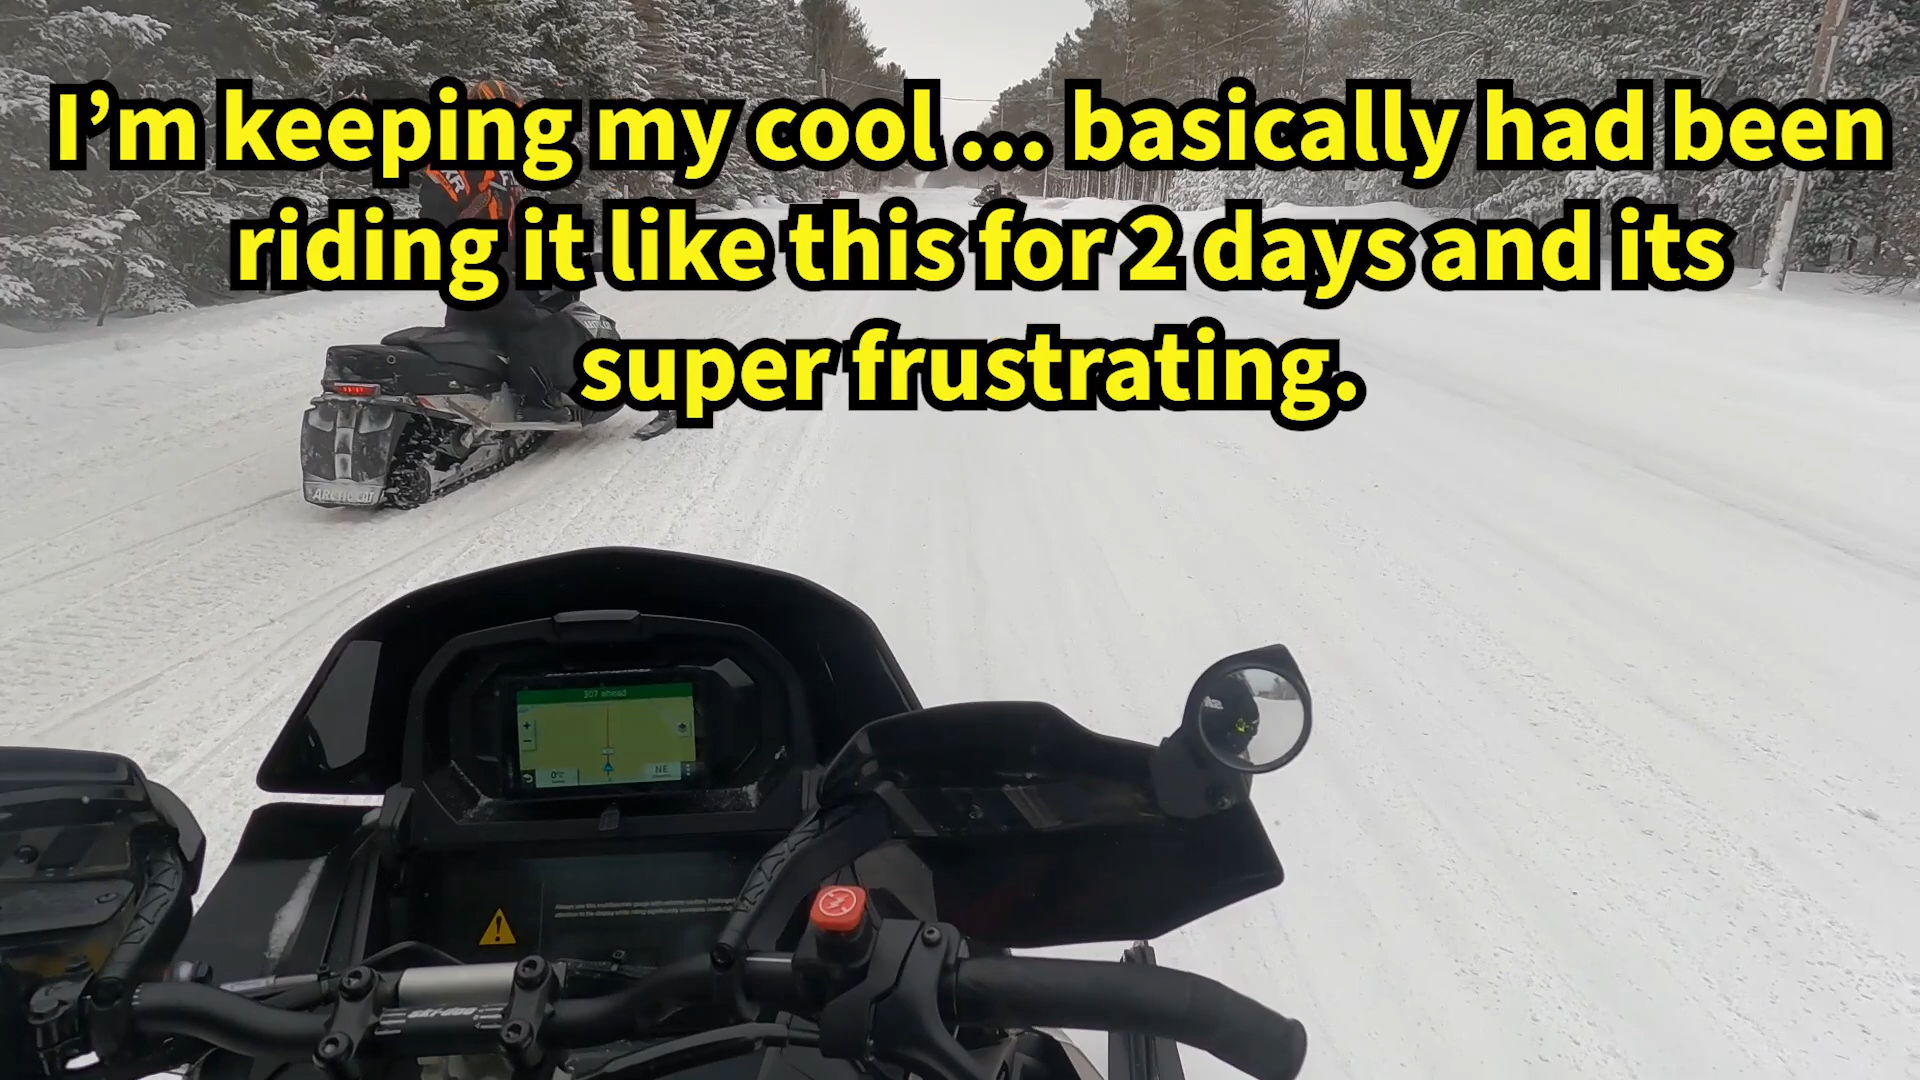 I’m keeping my cool ... basically had been
riding it like this for 2 days and its
super frustrating.
ARCTIC CAT
307 ahead
0°c
NE
ski-doo